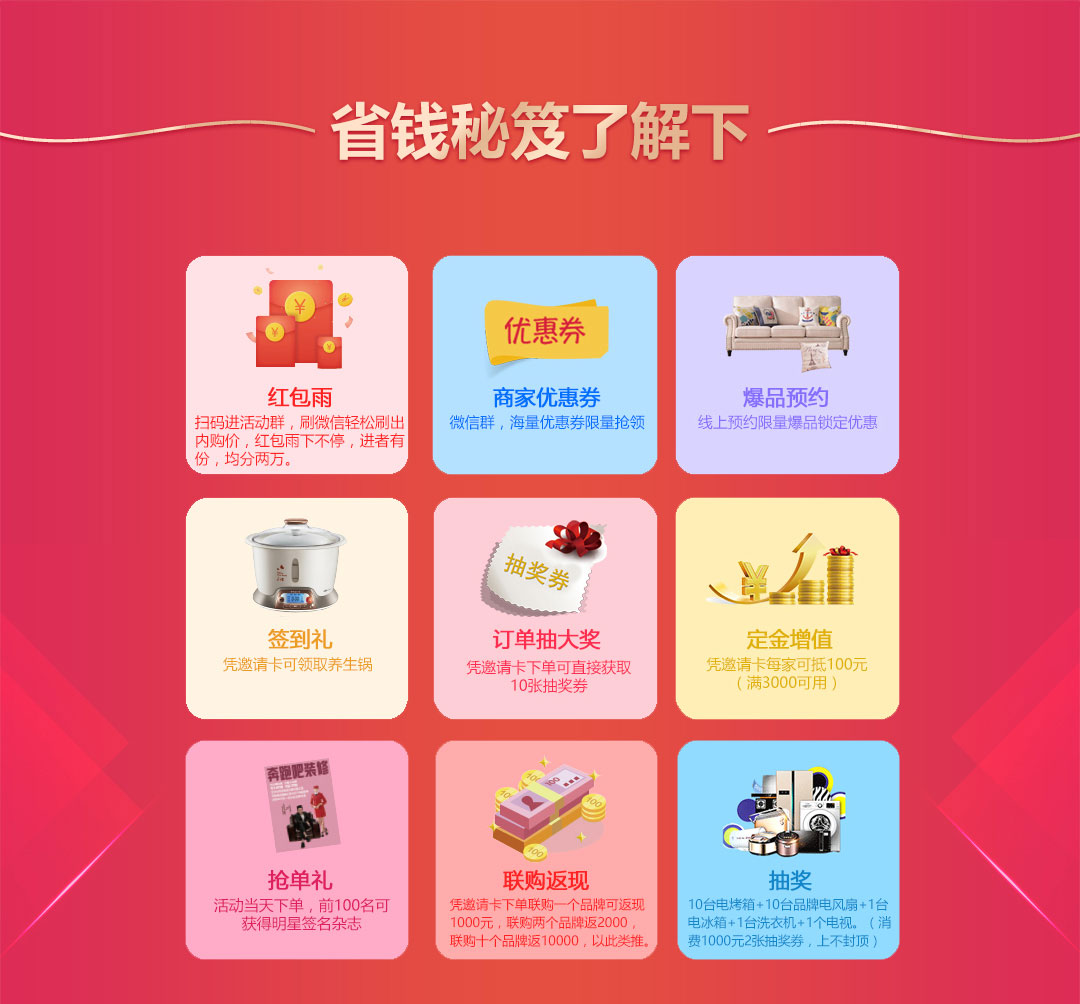 省钱秘笈了解下
优惠券
红包雨
扫码进活动群，刷微信轻松刷出
内购价，红包雨下不停，进者有
份，均分两万。
商家优惠券
微信群，海量优惠券限量抢领
爆品预约
线上预约限量爆品锁定优惠
签到礼
凭邀请卡可领取养生锅
抽奖券
订单抽大奖
凭邀请卡下单可直接获取
10张抽奖券
定金增值
凭邀请卡每家可抵100元
（满3000可用）
奔跑吧装修
抢单礼
活动当天下单，前100名可
获得明星签名杂志
100
100
100
联购返现
凭邀请卡下单联购一个品牌可返现
1000元，联购两个品牌返2000，
联购十个品牌返10000，以此类推。
抽奖
10台电烤箱+10台品牌电风扇+1台
电冰箱+1台洗衣机+1个电视。（消
费1000元2张抽奖券，上不封顶）